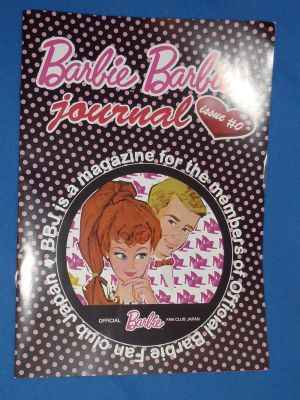 Barbie Barbie
journal
issue #0
BBJ is a magazine for the members of Official Barbie Fan Club Japan
OFFICIAL Barbie FAN CLUB JAPAN